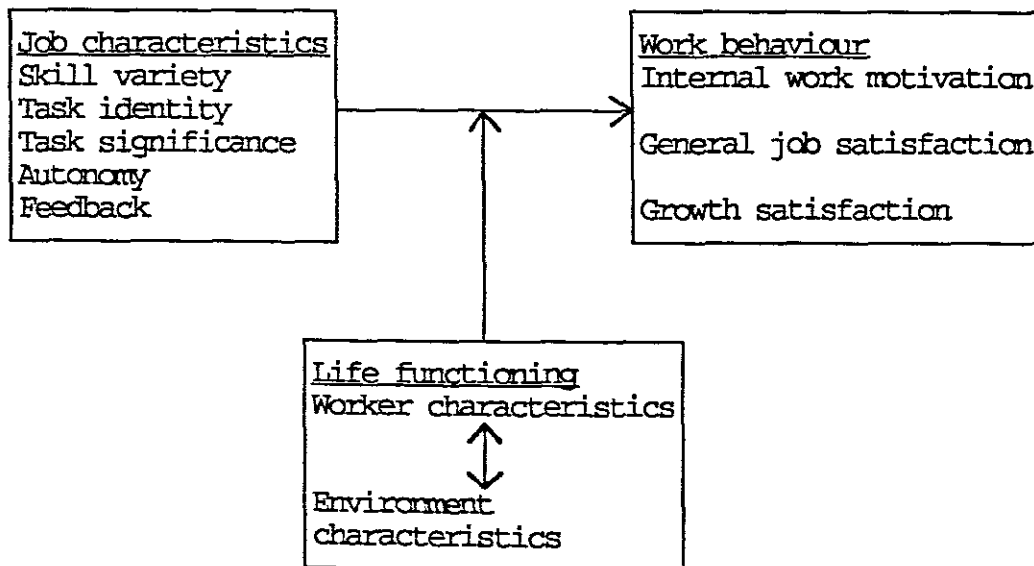 Job characteristics
Skill variety
Task identity
Task significance
Autonomy
Feedback
Work behaviour
Internal work motivation
General job satisfaction
Growth satisfaction
Life functioning
Worker characteristics
Environment
characteristics